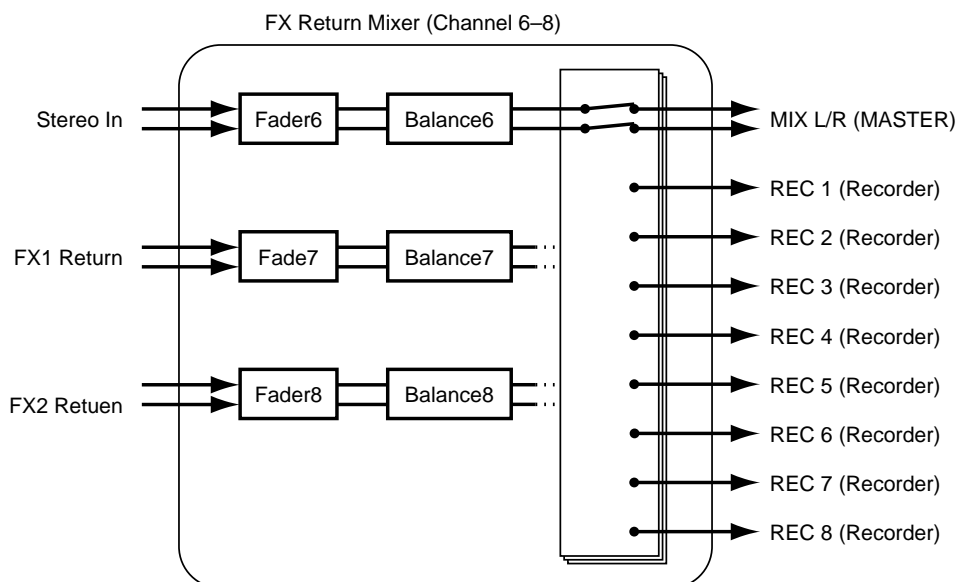 FX Return Mixer (Channel 6–8)
Stereo In
Fader6
Balance6
MIX L/R (MASTER)
REC 1 (Recorder)
FX1 Return
Fade7
Balance7
REC 2 (Recorder)
REC 3 (Recorder)
REC 4 (Recorder)
FX2 Retuen
Fader8
Balance8
REC 5 (Recorder)
REC 6 (Recorder)
REC 7 (Recorder)
REC 8 (Recorder)